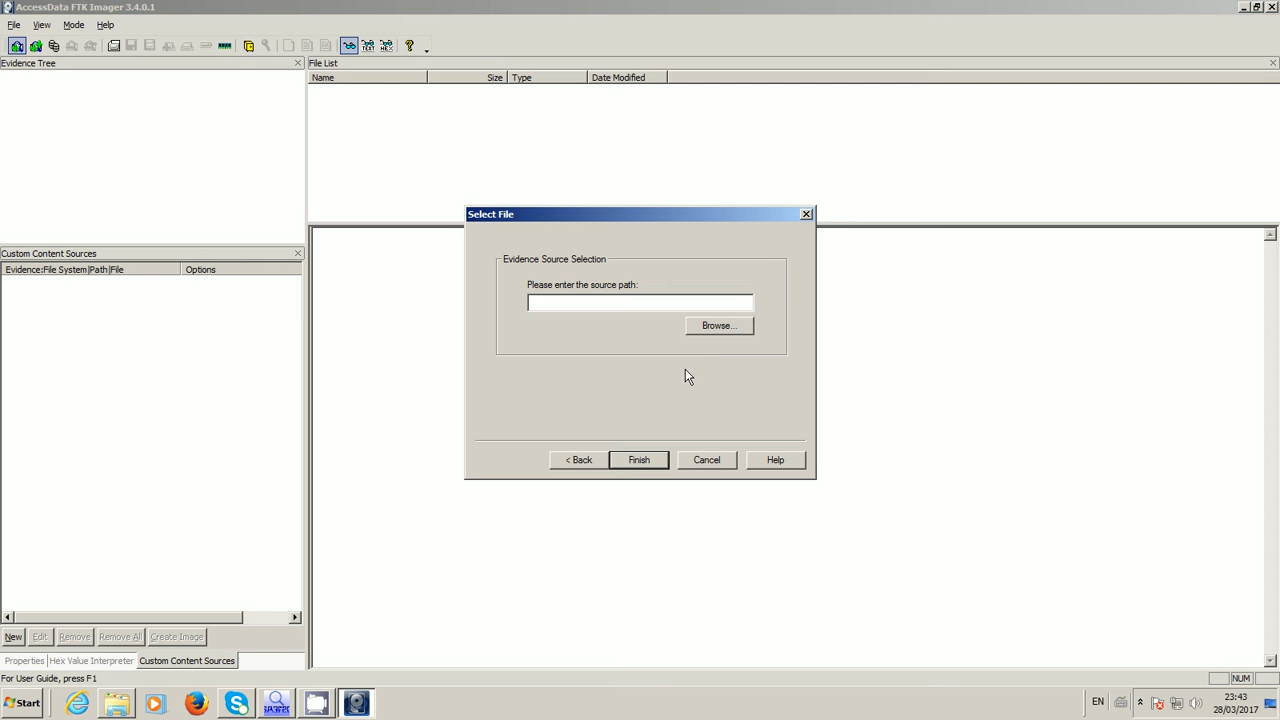 AccessData FTK Imager 3.4.0.1
File View Mode Help
Evidence Tree
File List
Name Size Type Date Modified
Custom Content Sources
Evidence:File System|Path|File Options
Select File
Evidence Source Selection
Please enter the source path:
Browse...
< Back Finish Cancel Help
New Edit Remove Remove All Create Image
Properties Hex Value Interpreter Custom Content Sources
For User Guide, press F1
NUM
Start
EN
23:43
28/03/2017